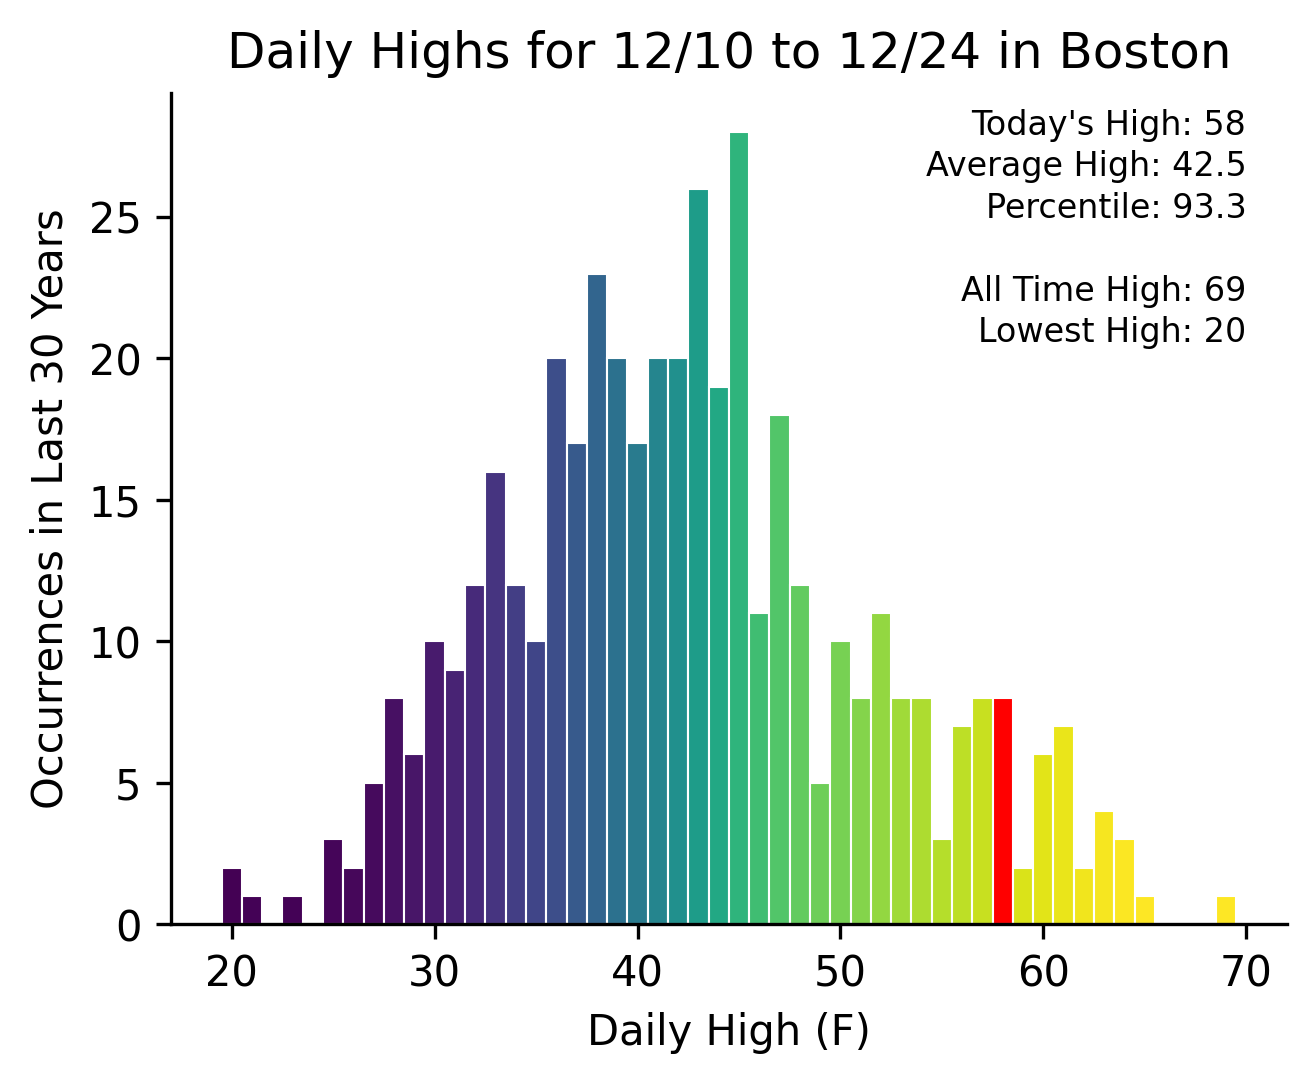 Daily Highs for 12/10 to 12/24 in Boston
Today's High: 58
Average High: 42.5
Percentile: 93.3
All Time High: 69
Lowest High: 20
Occurrences in Last 30 Years
25
20
15
10
5
0
20 30 40 50 60 70
Daily High (F)